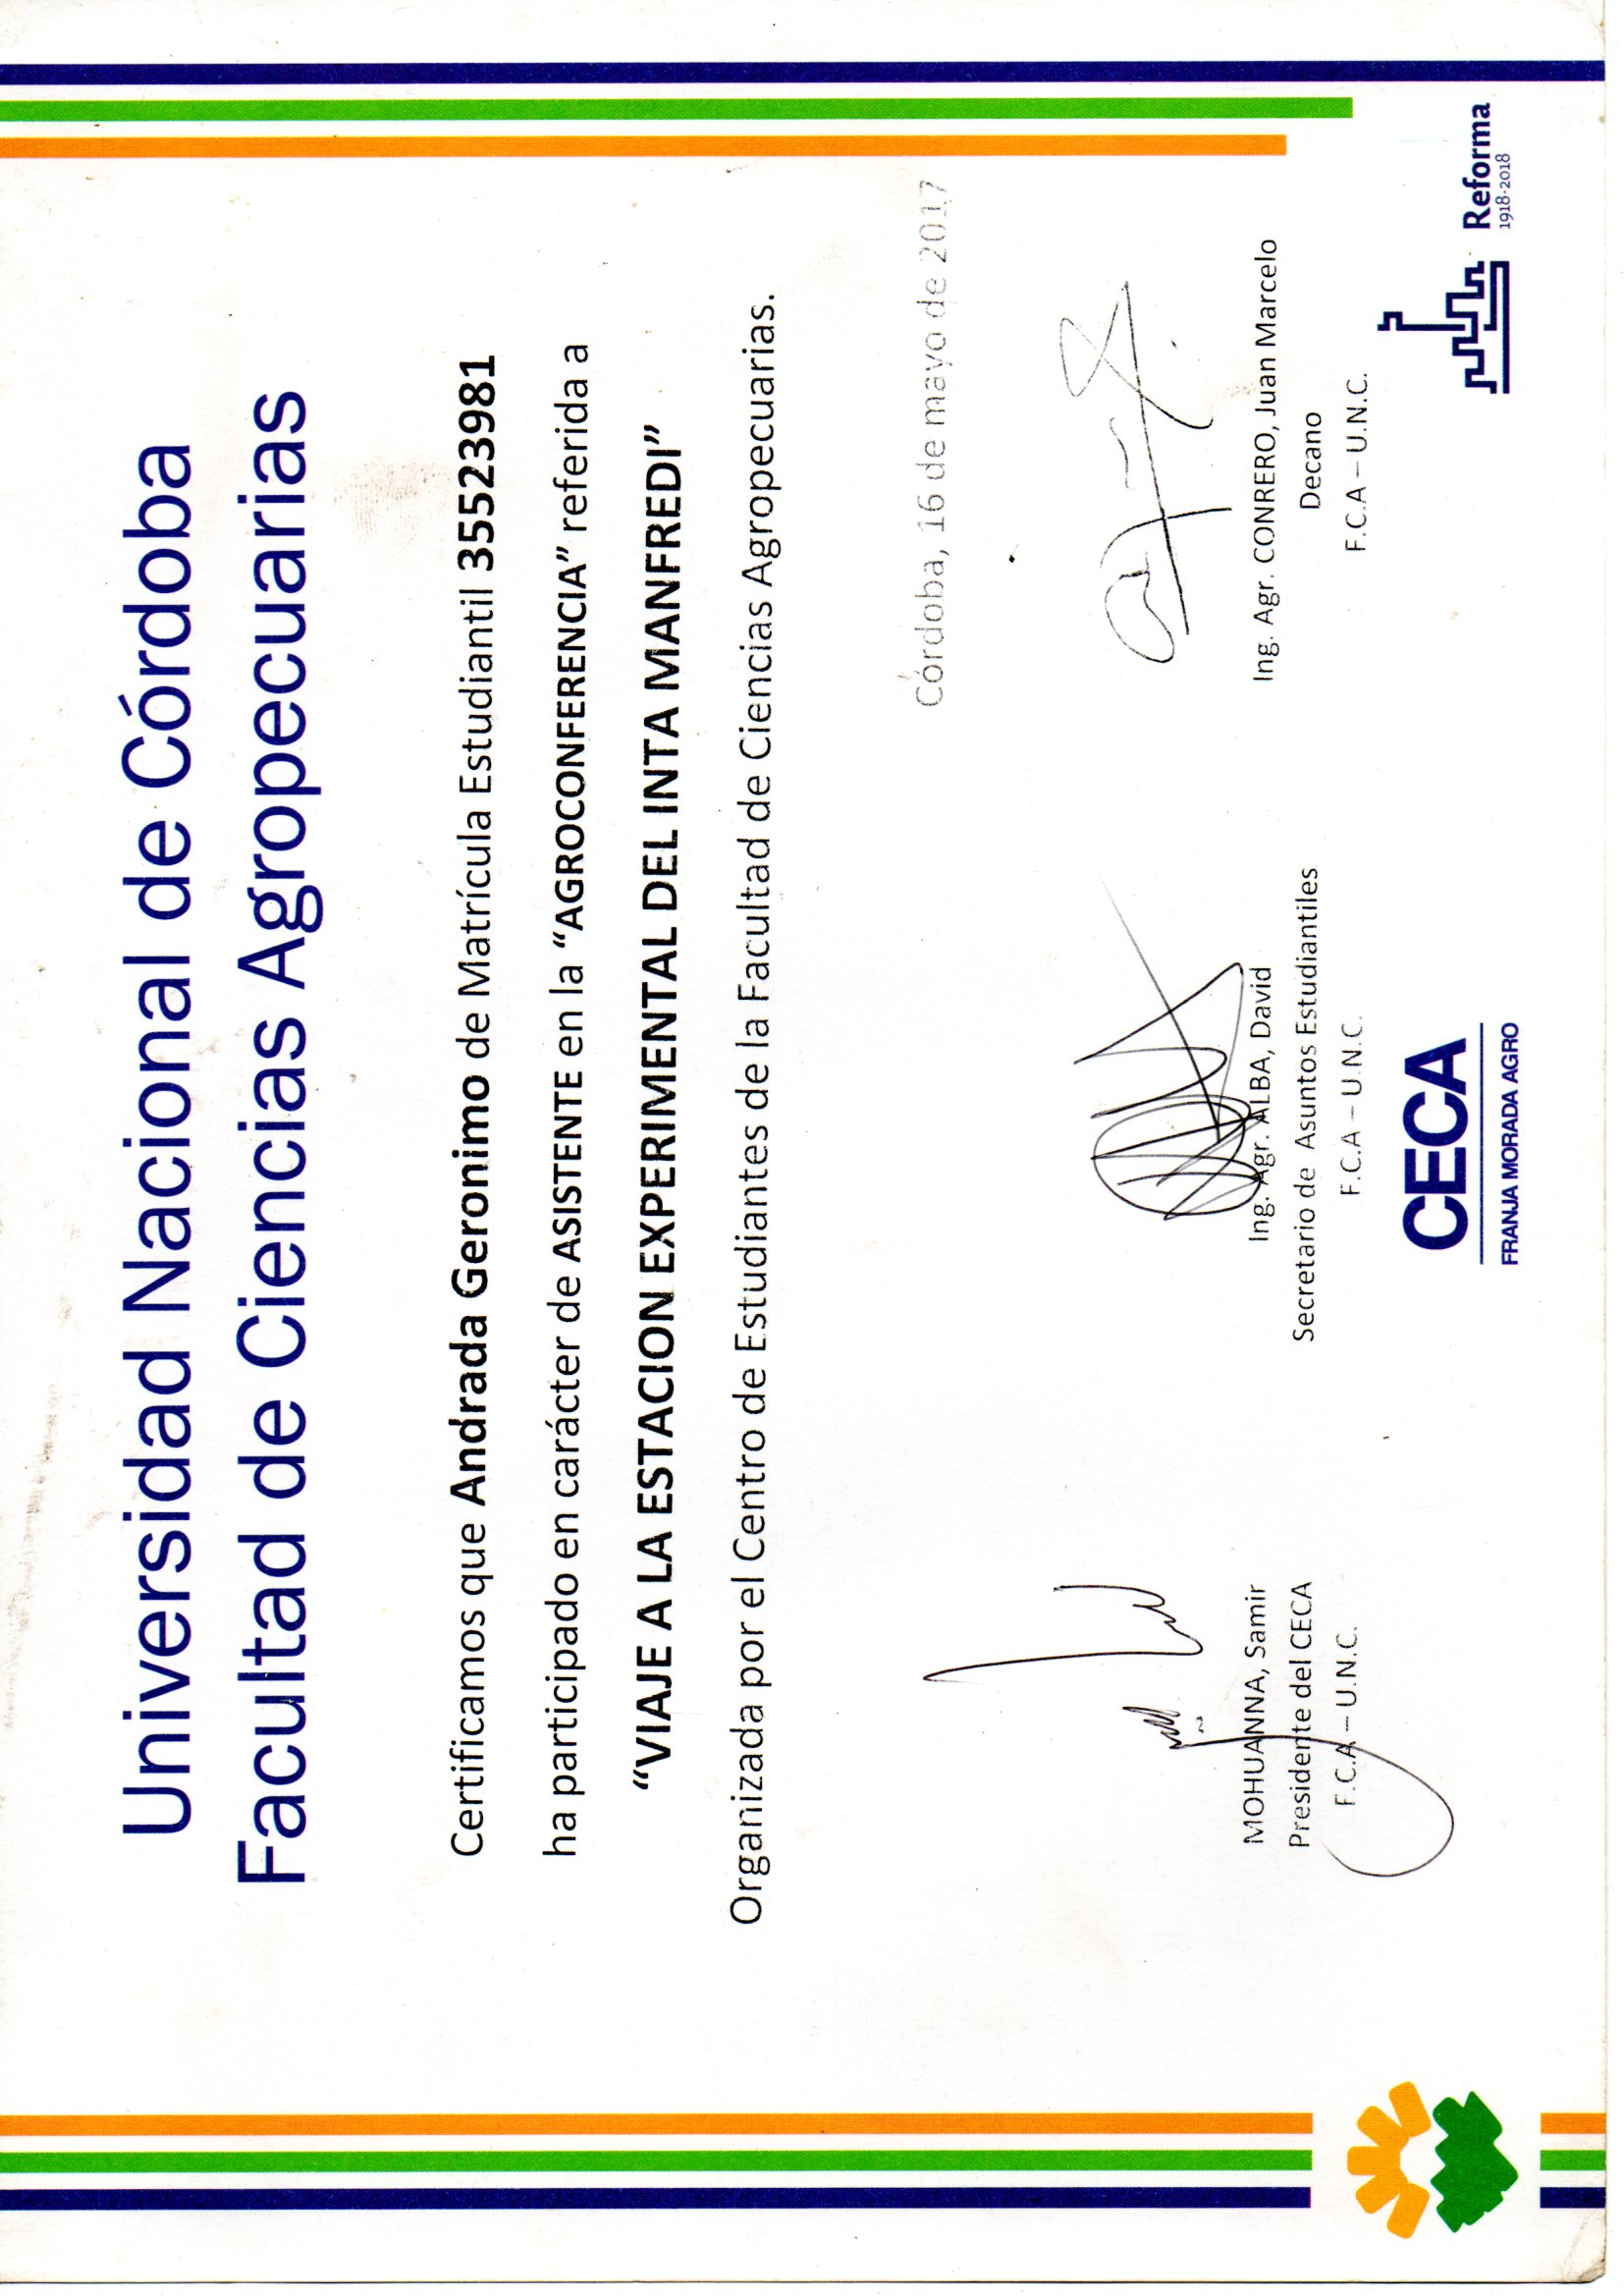 Universidad Nacional de Córdoba
Facultad de Ciencias Agropecuarias
Certificamos que Andrada Geronimo de Matrícula Estudiantil 35523981
ha participado en carácter de ASISTENTE en la “AGROCONFERENCIA” referida a
“VIAJE A LA ESTACION EXPERIMENTAL DEL INTA MANFREDI”
Organizada por el Centro de Estudiantes de la Facultad de Ciencias Agropecuarias.
Córdoba, 16 de mayo de 2017
MOHUANNA, Samir
Presidente del CECA
F.C.A – U.N.C.
Ing. Agr. ALBA, David
Secretario de Asuntos Estudiantiles
F.C.A – U.N.C.
Ing. Agr. CONRERO, Juan Marcelo
Decano
F.C.A – U.N.C.
CECA
FRANJA MORADA AGRO
Reforma
1918-2018